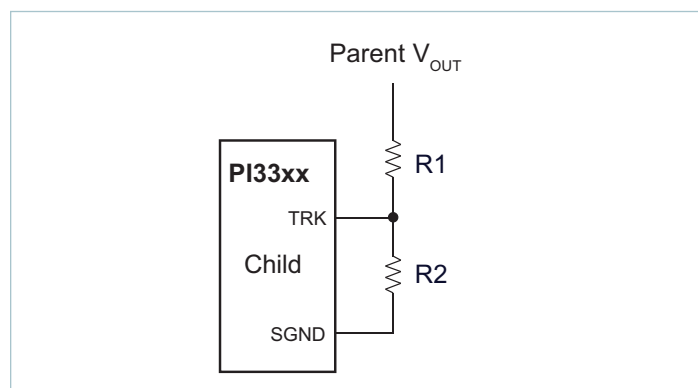 Parent VOUT
R1
PI33xx
TRK
Child
R2
SGND